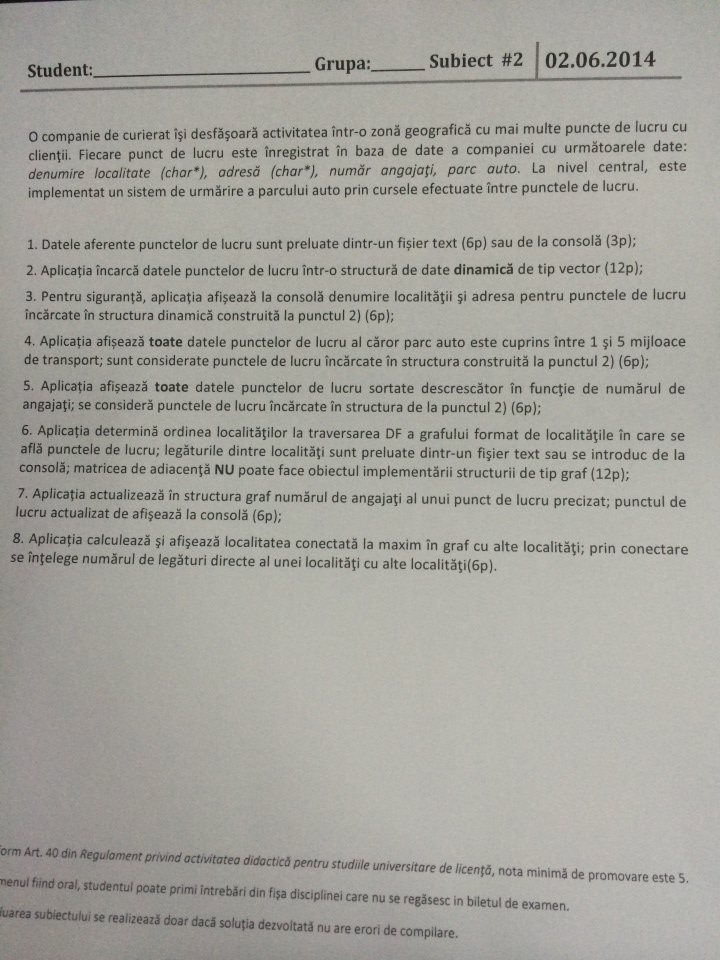 Student:______________________ Grupa:______ Subiect #2 02.06.2014
O companie de curierat își desfășoară activitatea într-o zonă geografică cu mai multe puncte de lucru cu
clienții. Fiecare punct de lucru este înregistrat în baza de date a companiei cu următoarele date:
denumire localitate (char*), adresă (char*), număr angajați, parc auto. La nivel central, este
implementat un sistem de urmărire a parcului auto prin cursele efectuate între punctele de lucru.
1. Datele aferente punctelor de lucru sunt preluate dintr-un fișier text (6p) sau de la consolă (3p);
2. Aplicația încarcă datele punctelor de lucru într-o structură de date dinamică de tip vector (12p);
3. Pentru siguranță, aplicația afișează la consolă denumire localității și adresa pentru punctele de lucru
încărcate în structura dinamică construită la punctul 2) (6p);
4. Aplicația afișează toate datele punctelor de lucru al căror parc auto este cuprins între 1 și 5 mijloace
de transport; sunt considerate punctele de lucru încărcate în structura construită la punctul 2) (6p);
5. Aplicația afișează toate datele punctelor de lucru sortate descrescător în funcție de numărul de
angajați; se consideră punctele de lucru încărcate în structura de la punctul 2) (6p);
6. Aplicația determină ordinea localităților la traversarea DF a grafului format de localitățile în care se
află punctele de lucru; legăturile dintre localități sunt preluate dintr-un fișier text sau se introduc de la
consolă; matricea de adiacență NU poate face obiectul implementării structurii de tip graf (12p);
7. Aplicația actualizează în structura graf numărul de angajați al unui punct de lucru precizat; punctul de
lucru actualizat de afișează la consolă (6p);
8. Aplicația calculează și afișează localitatea conectată la maxim în graf cu alte localități; prin conectare
se înțelege numărul de legături directe al unei localități cu alte localități(6p).
orm Art. 40 din Regulament privind activitatea didactică pentru studiile universitare de licență, nota minimă de promovare este 5.
menul fiind oral, studentul poate primi întrebări din fișa disciplinei care nu se regăsesc in biletul de examen.
luarea subiectului se realizează doar dacă soluția dezvoltată nu are erori de compilare.